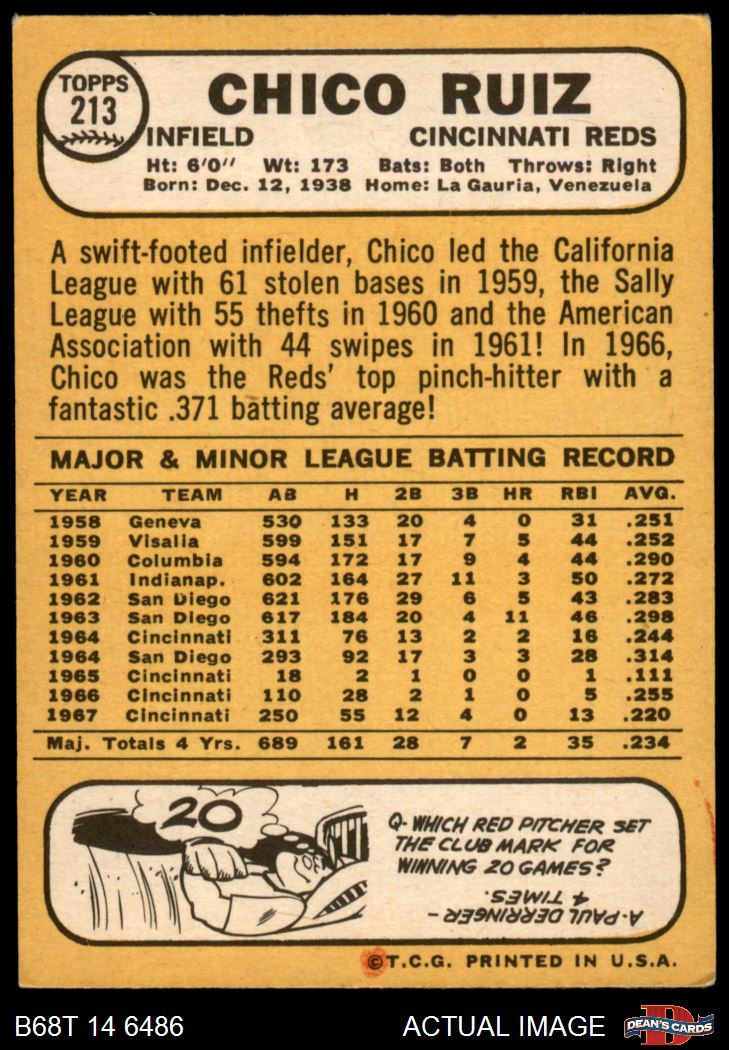 TOPPS
213
CHICO RUIZ
INFIELD CINCINNATI REDS
Ht: 6'0" Wt: 173 Bats: Both Throws: Right
Born: Dec. 12, 1938 Home: La Gauria, Venezuela
A swift-footed infielder, Chico led the California
League with 61 stolen bases in 1959, the Sally
League with 55 thefts in 1960 and the American
Association with 44 swipes in 1961! In 1966,
Chico was the Reds' top pinch-hitter with a
fantastic .371 batting average!
MAJOR & MINOR LEAGUE BATTING RECORD
YEAR TEAM AB H 2B 3B HR RBI AVG.
1958 Geneva 530 133 20 4 0 31 .251
1959 Visalia 599 151 17 7 5 44 .252
1960 Columbia 594 172 17 9 4 44 .290
1961 Indianap. 602 164 27 11 3 50 .272
1962 San Diego 621 176 29 6 5 43 .283
1963 San Diego 617 184 20 4 11 46 .298
1964 Cincinnati 311 76 13 2 2 16 .244
1964 San Diego 293 92 17 3 3 28 .314
1965 Cincinnati 18 2 1 0 0 1 .111
1966 Cincinnati 110 28 2 1 0 5 .255
1967 Cincinnati 250 55 12 4 0 13 .220
Maj. Totals 4 Yrs. 689 161 28 7 2 35 .234
20
Q- WHICH RED PITCHER SET
THE CLUB MARK FOR
WINNING 20 GAMES?
A- PAUL DERRINGER -
4 TIMES.
©T.C.G. PRINTED IN U.S.A.
B68T 14 6486 ACTUAL IMAGE
D
DEAN'S CARDS